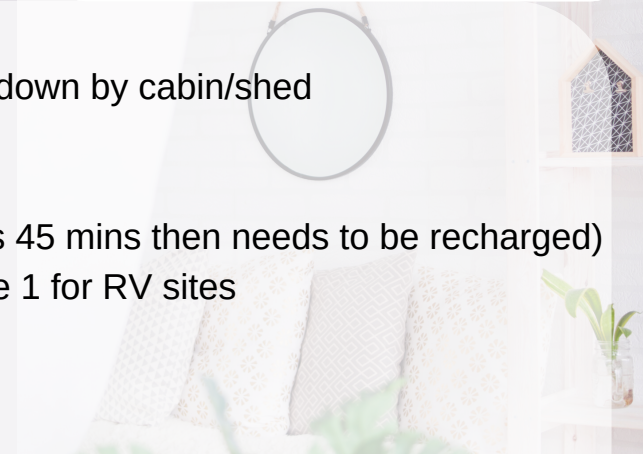 down by cabin/shed
s 45 mins then needs to be recharged)
e 1 for RV sites